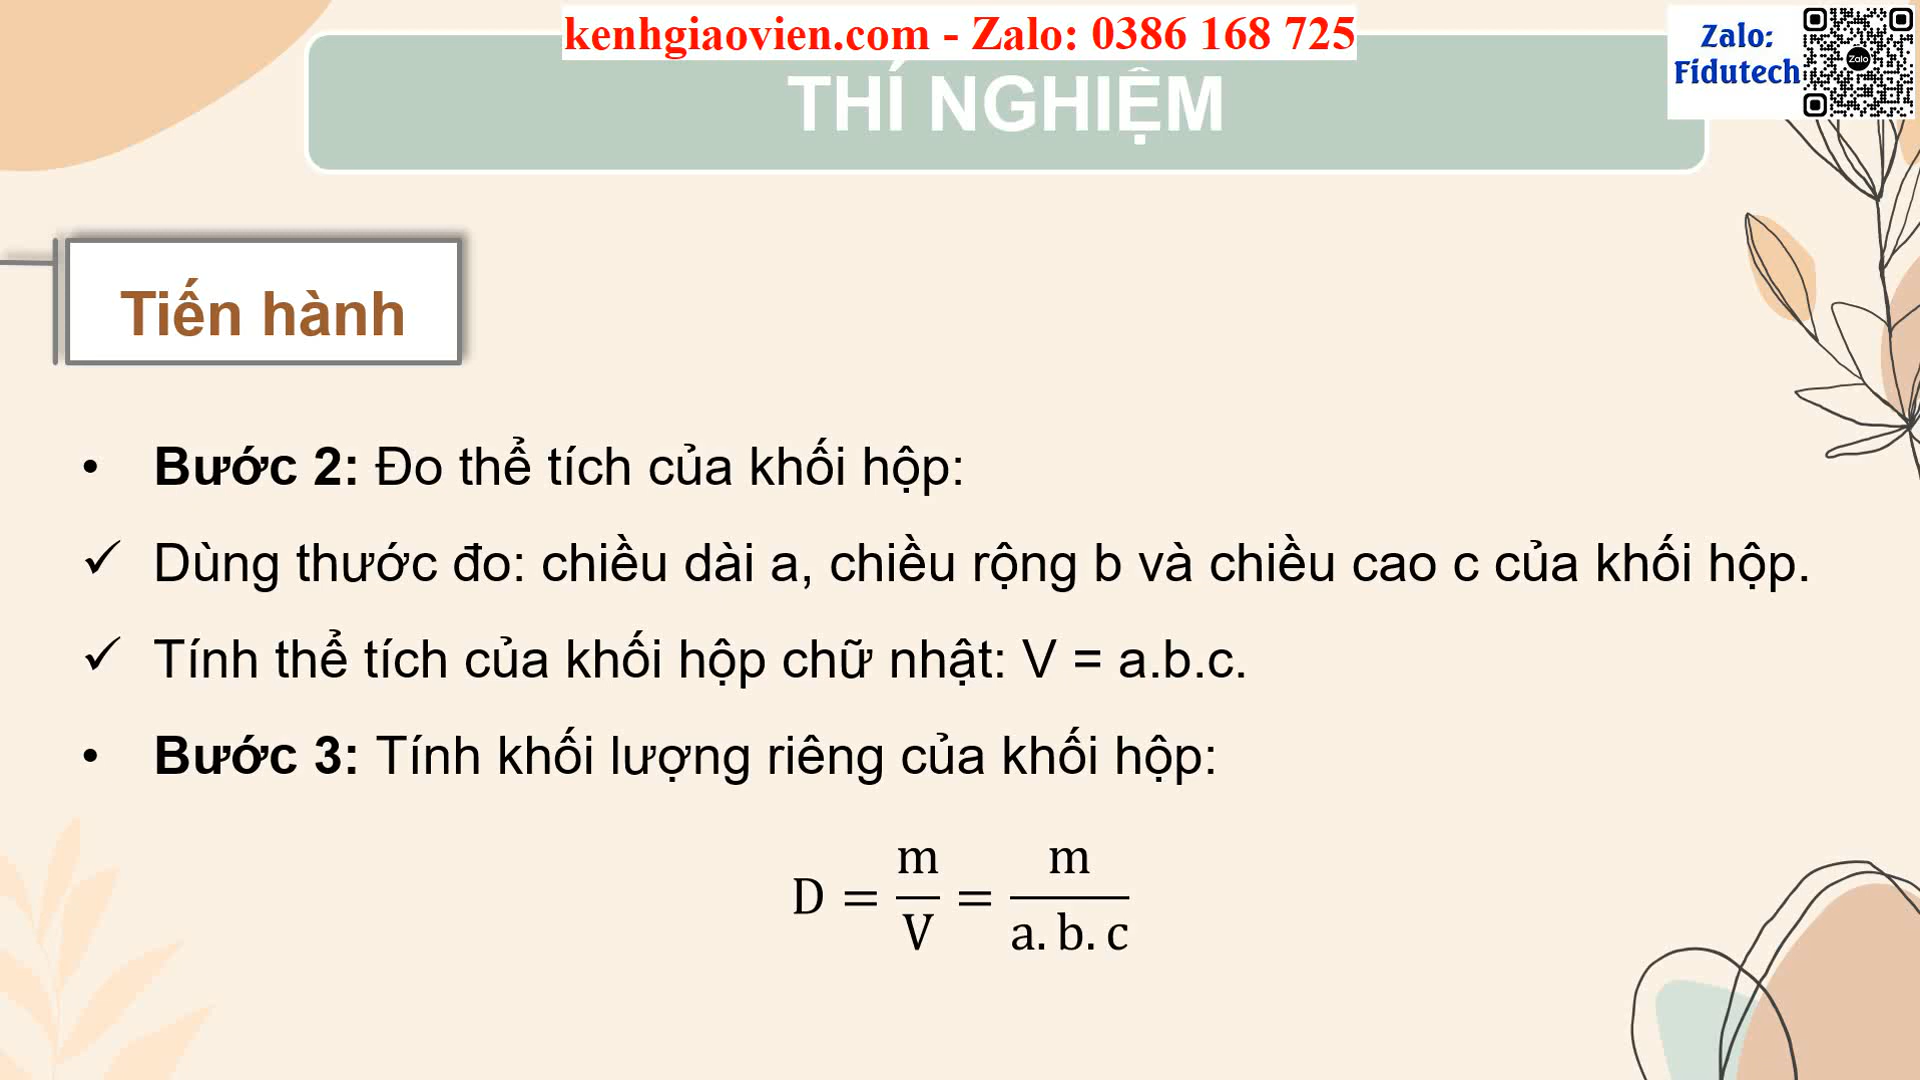 kenhgiaovien.com - Zalo: 0386 168 725
Zalo:
Fidutech
Zalo
THÍ NGHIỆM
Tiến hành
• Bước 2: Đo thể tích của khối hộp:
✓ Dùng thước đo: chiều dài a, chiều rộng b và chiều cao c của khối hộp.
✓ Tính thể tích của khối hộp chữ nhật: V = a.b.c.
• Bước 3: Tính khối lượng riêng của khối hộp:
D = m/V = m/a. b. c